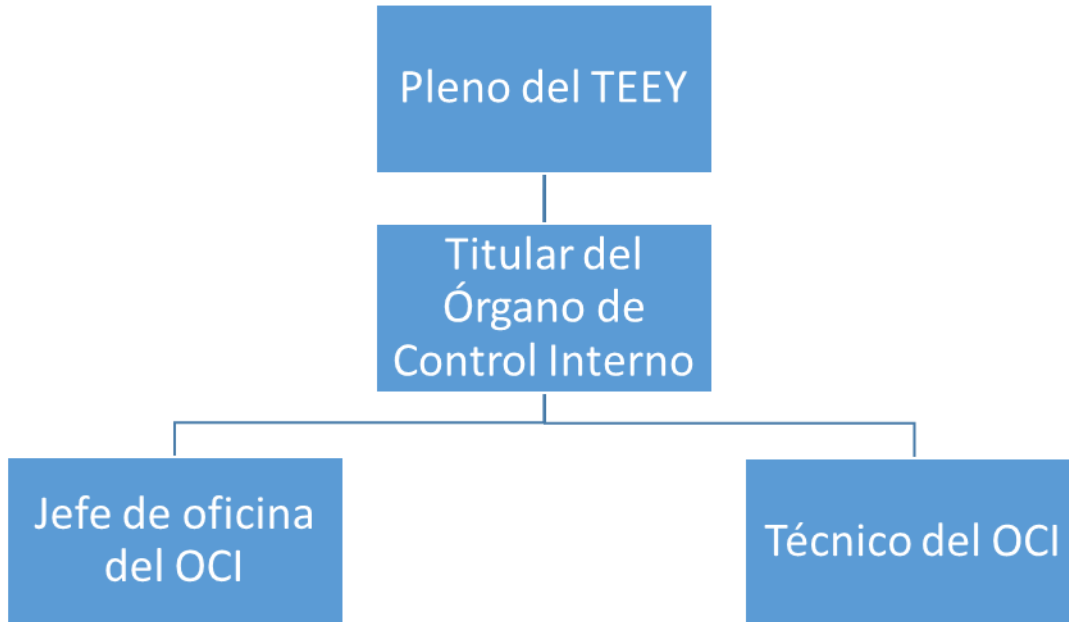 Pleno del TEEY
Titular del
Órgano de
Control Interno
Jefe de oficina
del OCI
Técnico del OCI